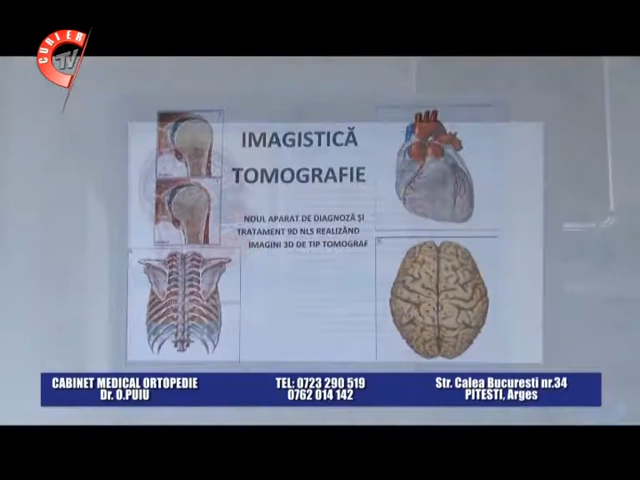 CURIER
TV
IMAGISTICĂ
TOMOGRAFIE
NOUL APARAT DE DIAGNOZĂ ȘI
TRATAMENT 9D NLS REALIZÂND
IMAGINI 3D DE TIP TOMOGRAF
CABINET MEDICAL ORTOPEDIE
Dr. O.PUIU
TEL: 0723 290 519
0762 014 142
Str. Calea Bucuresti nr.34
PITESTI, Arges